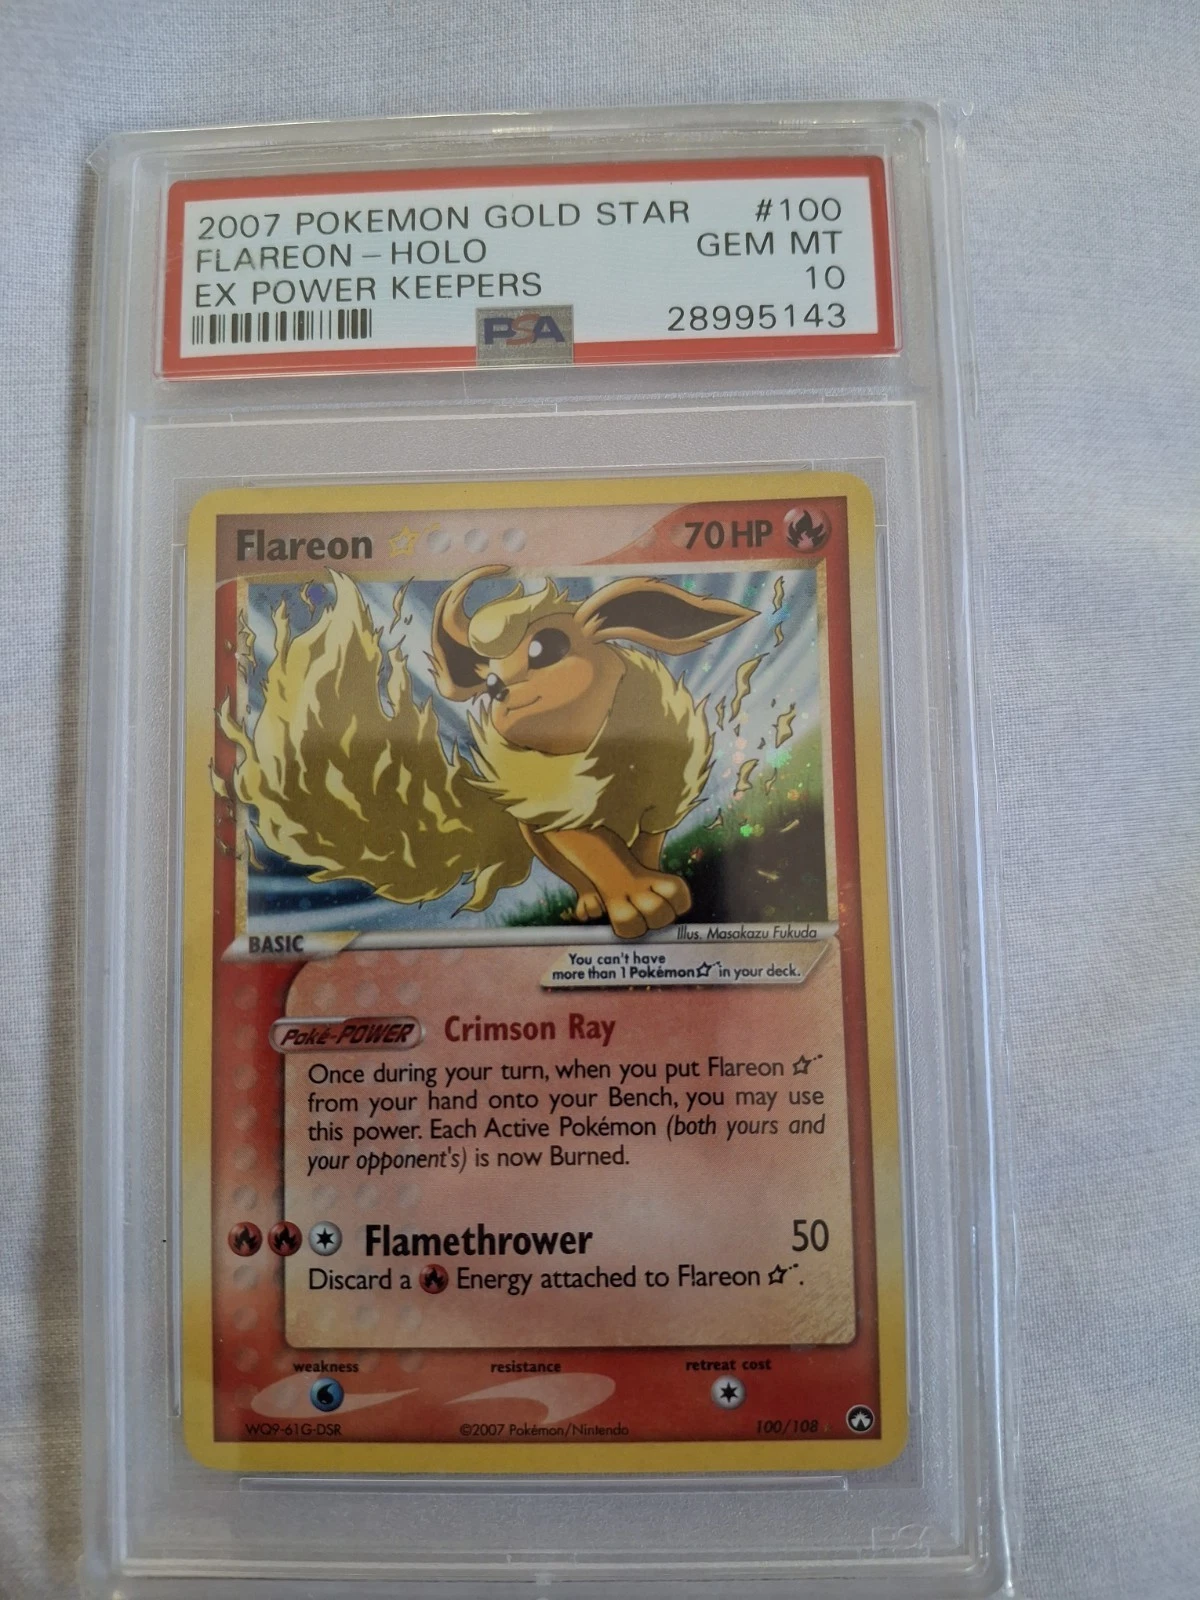 2007 POKEMON GOLD STAR #100
FLAREON - HOLO GEM MT
EX POWER KEEPERS 10
PSA 28995143
Flareon ☆ 70 HP
Illus. Masakazu Fukuda
BASIC
You can't have
more than 1 Pokémon ☆ in your deck.
Poké-POWER Crimson Ray
Once during your turn, when you put Flareon ☆
from your hand onto your Bench, you may use
this power. Each Active Pokémon (both yours and
your opponent's) is now Burned.
Flamethrower 50
Discard a Energy attached to Flareon ☆.
weakness resistance retreat cost
WQ9-61G-DSR ©2007 Pokémon/Nintendo 100/108
PSA